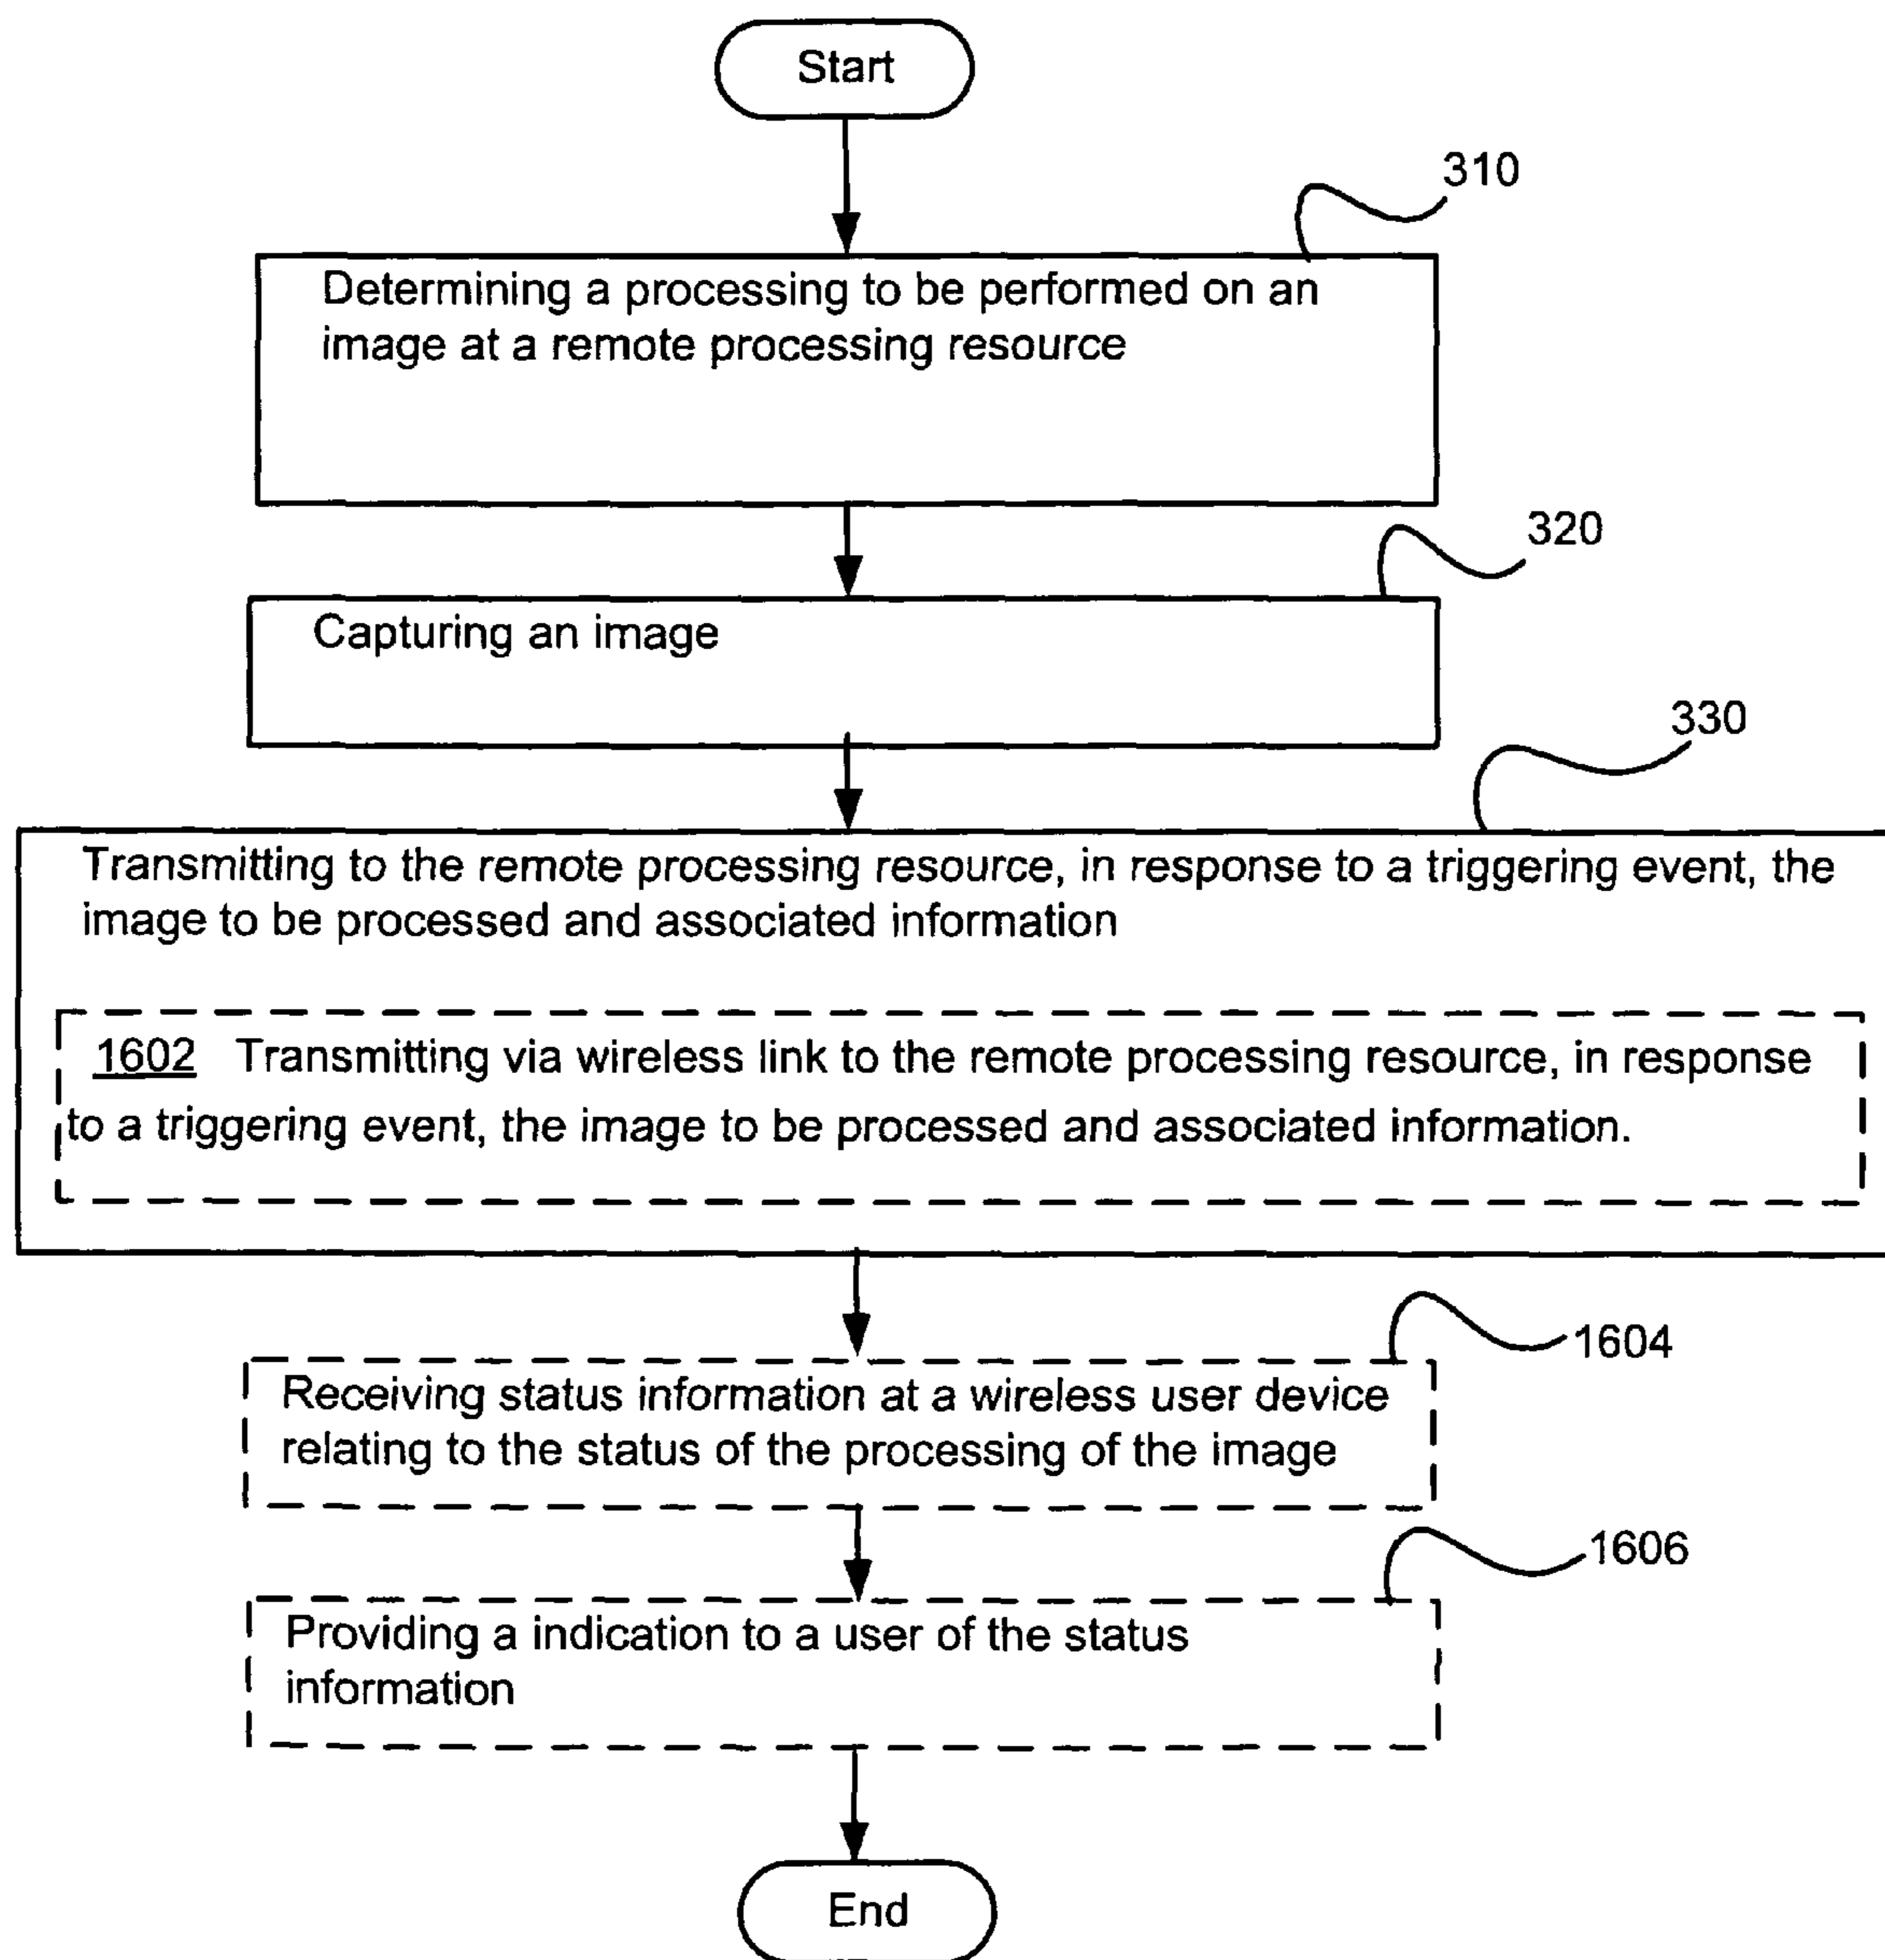 Start
310
Determining a processing to be performed on an
image at a remote processing resource
320
Capturing an image
330
Transmitting to the remote processing resource, in response to a triggering event, the
image to be processed and associated information
1602 Transmitting via wireless link to the remote processing resource, in response
to a triggering event, the image to be processed and associated information.
1604
Receiving status information at a wireless user device
relating to the status of the processing of the image
1606
Providing a indication to a user of the status
information
End